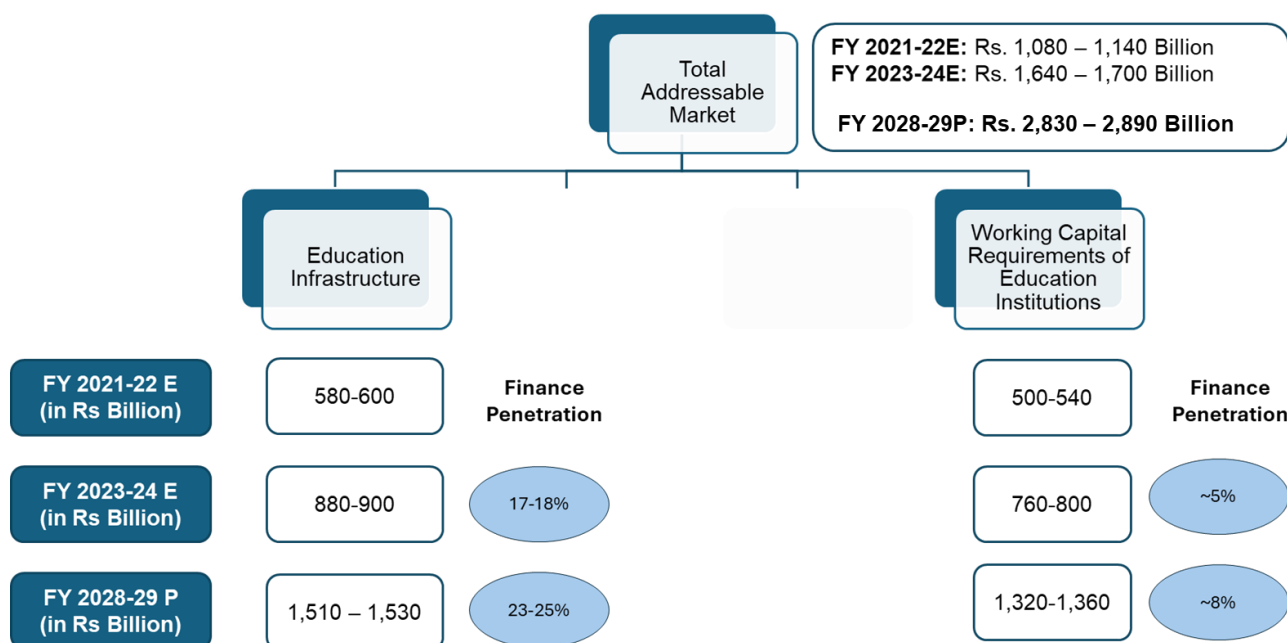 Total
Addressable
Market
FY 2021-22E: Rs. 1,080 – 1,140 Billion
FY 2023-24E: Rs. 1,640 – 1,700 Billion
FY 2028-29P: Rs. 2,830 – 2,890 Billion
Education
Infrastructure
Working Capital
Requirements of
Education
Institutions
FY 2021-22 E
(in Rs Billion)
580-600
Finance
Penetration
500-540
Finance
Penetration
FY 2023-24 E
(in Rs Billion)
880-900
17-18%
760-800
~5%
FY 2028-29 P
(in Rs Billion)
1,510 – 1,530
23-25%
1,320-1,360
~8%